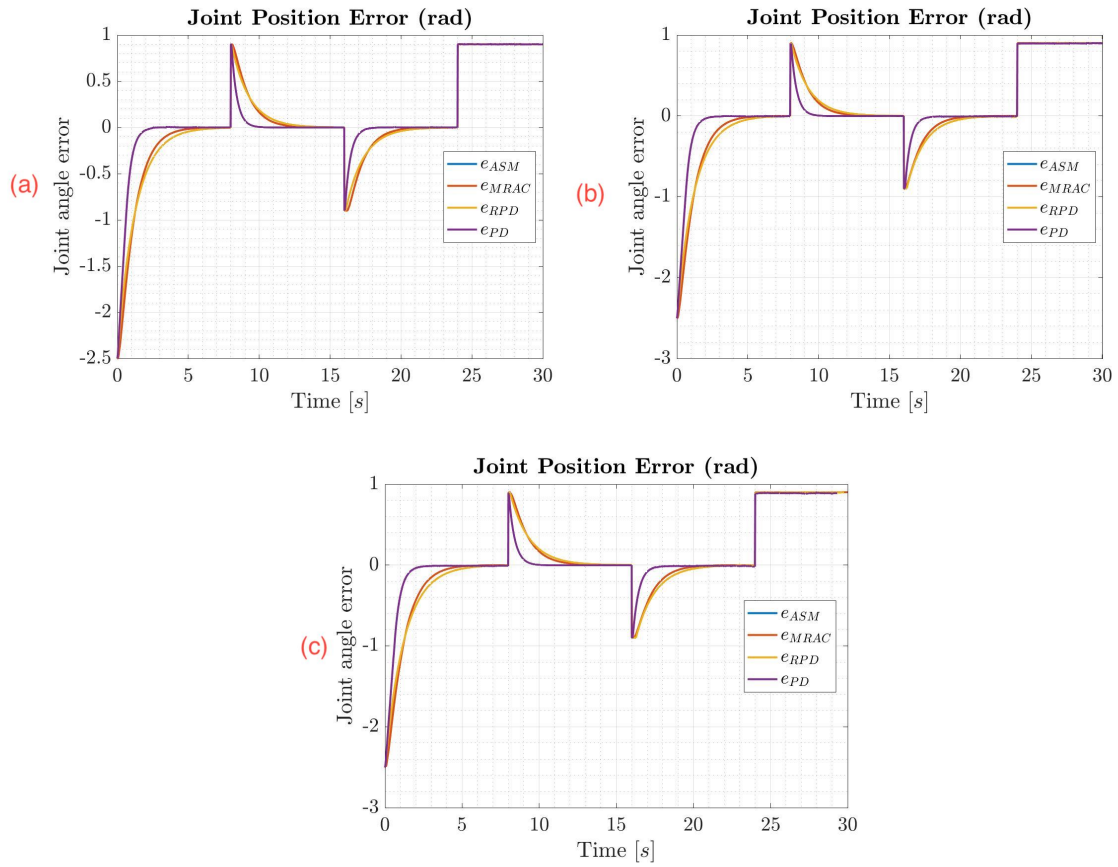 Joint Position Error (rad)
Joint angle error
1
0.5
0
-0.5
-1
-1.5
-2
-2.5
0 5 10 15 20 25 30
Time [s]
e_ASM
e_MRAC
e_RPD
e_PD
(a)
Joint Position Error (rad)
Joint angle error
1
0
-1
-2
-3
0 5 10 15 20 25 30
Time [s]
e_ASM
e_MRAC
e_RPD
e_PD
(b)
Joint Position Error (rad)
Joint angle error
1
0
-1
-2
-3
0 5 10 15 20 25 30
Time [s]
e_ASM
e_MRAC
e_RPD
e_PD
(c)